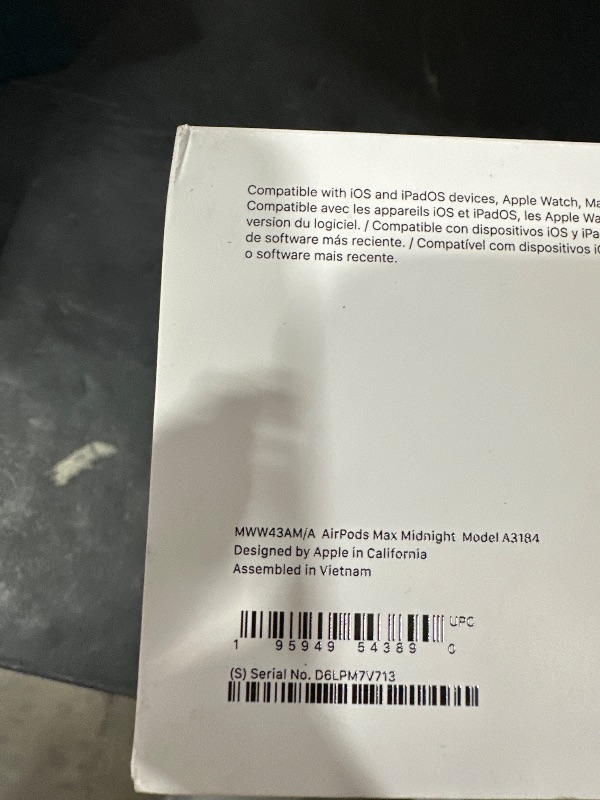 Compatible with iOS and iPadOS devices, Apple Watch, Ma
Compatible avec les appareils iOS et iPadOS, les Apple Wa
version du logiciel. / Compatible con dispositivos iOS y iPa
de software más reciente. / Compatível com dispositivos iO
o software mais recente.
MWW43AM/A AirPods Max Midnight Model A3184
Designed by Apple in California
Assembled in Vietnam
UPC
1 95949 54389 0
(S) Serial No. D6LPM7V713